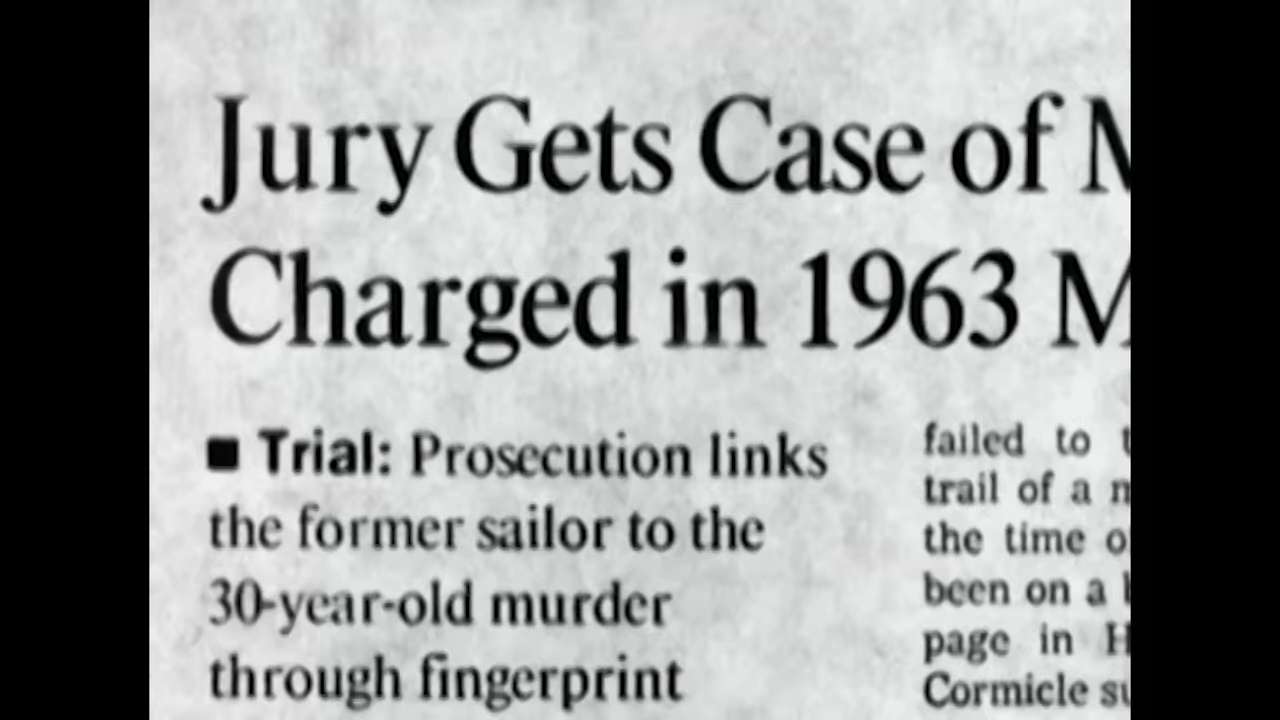 Jury Gets Case of
Charged in 1963
■ Trial: Prosecution links
the former sailor to the
30-year-old murder
through fingerprint
failed to
trail of a
the time
been on a
page in
Cormicle